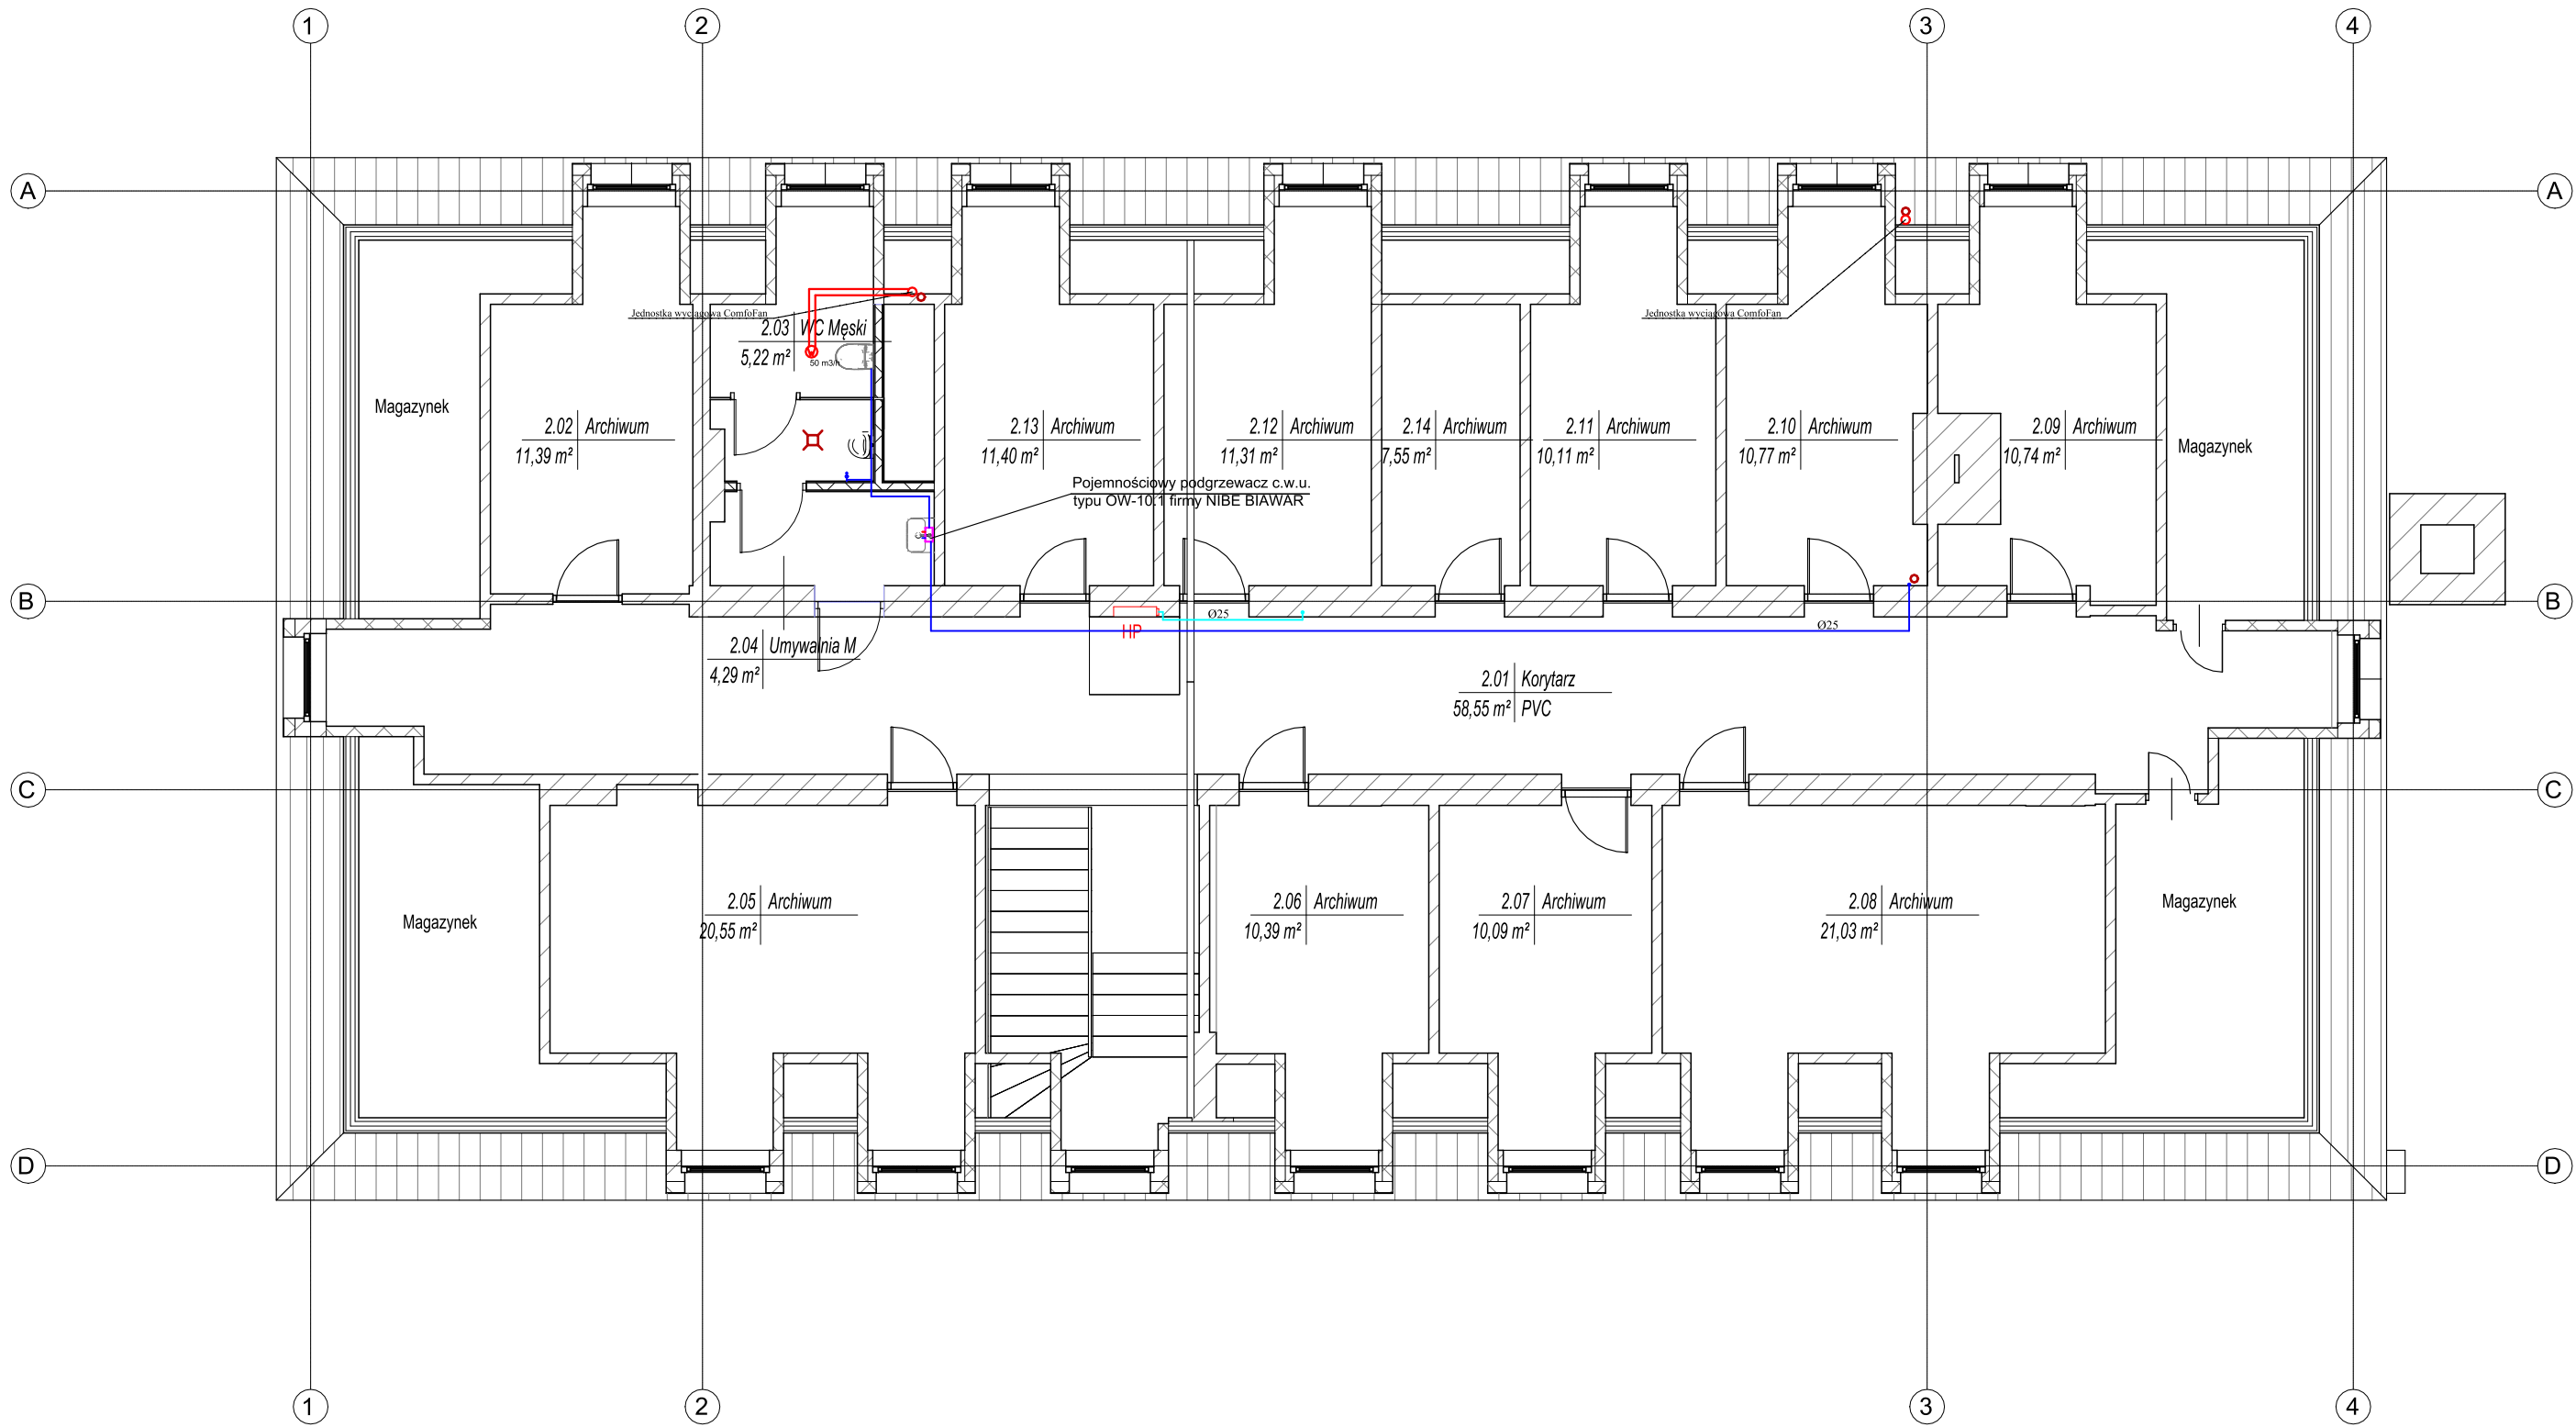 1
2
3
4
A
A
Jednostka wyciągowa ComfoFan
Jednostka wyciągowa ComfoFan
2.03 WC Męski
5,22 m²
50 m3/h
Magazynek
2.02 Archiwum
11,39 m²
2.13 Archiwum
11,40 m²
2.12 Archiwum
11,31 m²
2.14 Archiwum
7,55 m²
2.11 Archiwum
10,11 m²
2.10 Archiwum
10,77 m²
2.09 Archiwum
10,74 m²
Magazynek
Pojemnościowy podgrzewacz c.w.u.
typu OW-10.1 firmy NIBE BIAWAR
B
B
Ø25
Ø25
HP
2.04 Umywalnia M
4,29 m²
2.01 Korytarz
58,55 m² PVC
C
C
2.05 Archiwum
20,55 m²
2.06 Archiwum
10,39 m²
2.07 Archiwum
10,09 m²
2.08 Archiwum
21,03 m²
Magazynek
Magazynek
D
D
1
2
3
4